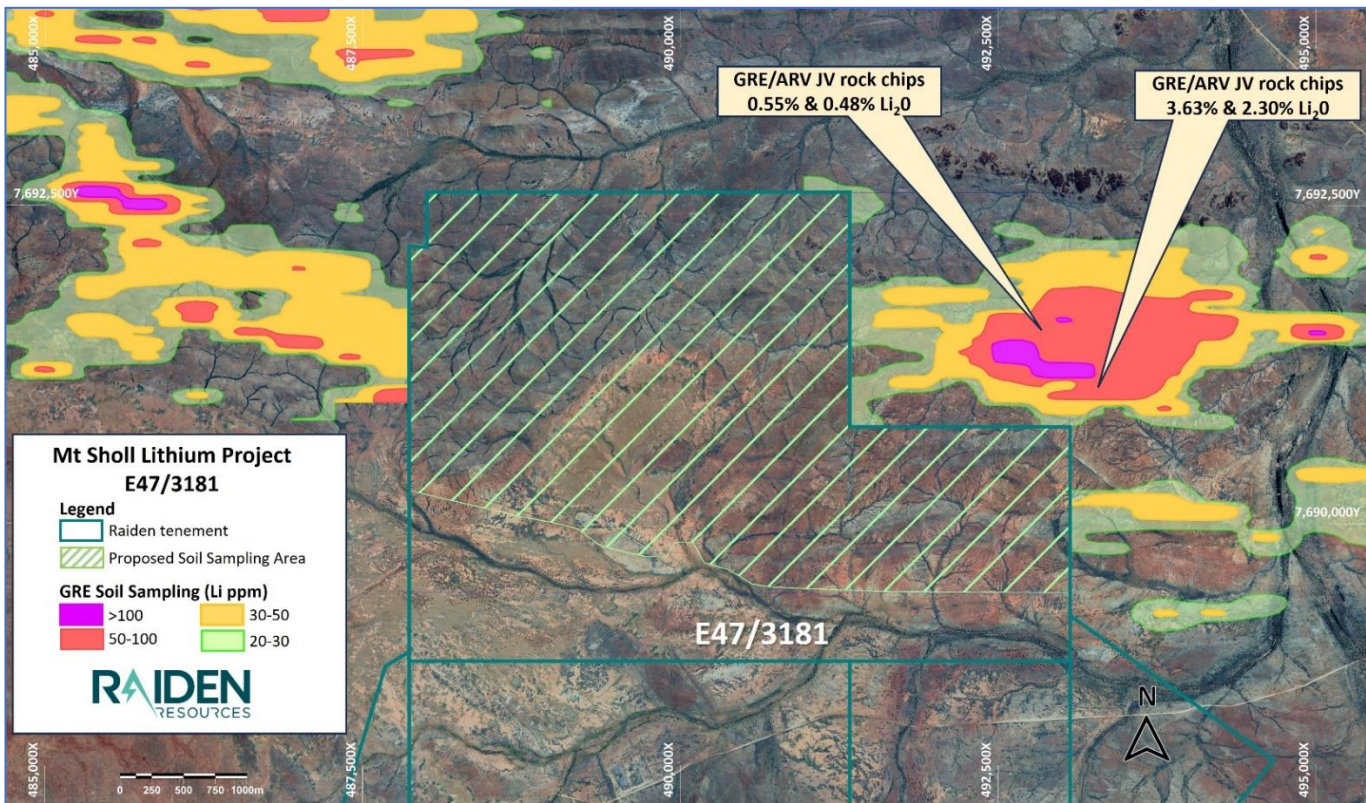 485,000X
487,500X
490,000X
492,500X
495,000X
GRE/ARV JV rock chips
0.55% & 0.48% Li₂0
GRE/ARV JV rock chips
3.63% & 2.30% Li₂0
7,692,500Y
7,692,500Y
7,690,000Y
Mt Sholl Lithium Project
E47/3181
Legend
Raiden tenement
Proposed Soil Sampling Area
GRE Soil Sampling (Li ppm)
>100
30-50
50-100
20-30
RAIDEN
RESOURCES
E47/3181
N
485,000X
487,500X
490,000X
492,500X
495,000X
0 250 500 750 1000m